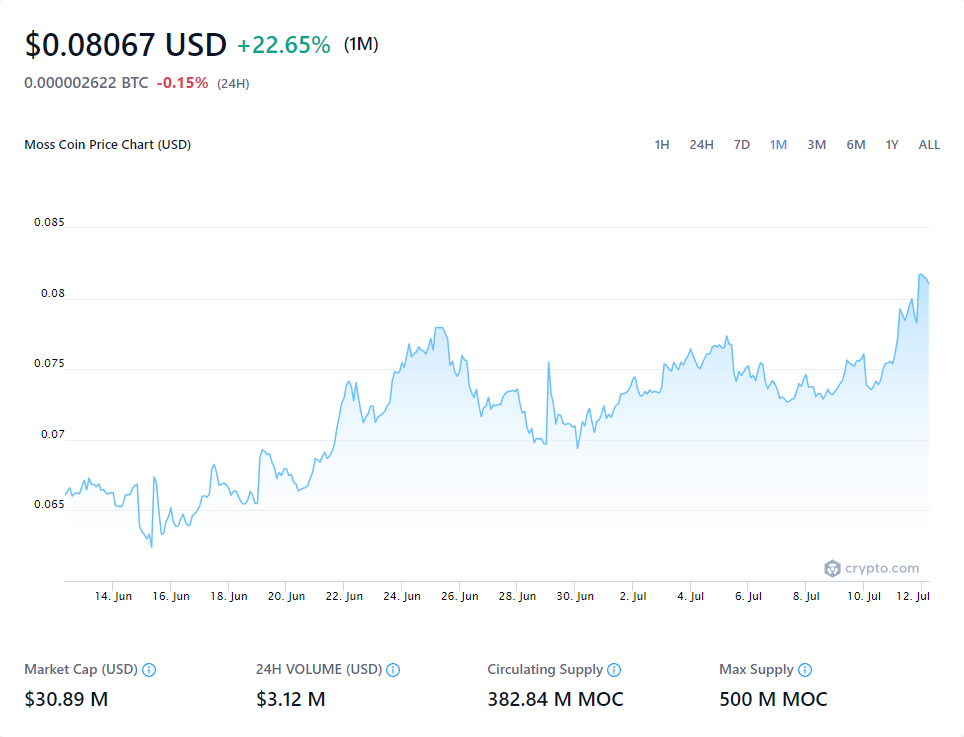 $0.08067 USD +22.65% (1M)
0.000002622 BTC -0.15% (24H)
Moss Coin Price Chart (USD) 1H 24H 7D 1M 3M 6M 1Y ALL
0.085
0.08
0.075
0.07
0.065
crypto.com
14. Jun 16. Jun 18. Jun 20. Jun 22. Jun 24. Jun 26. Jun 28. Jun 30. Jun 2. Jul 4. Jul 6. Jul 8. Jul 10. Jul 12. Jul
Market Cap (USD) 24H VOLUME (USD) Circulating Supply Max Supply
$30.89 M $3.12 M 382.84 M MOC 500 M MOC